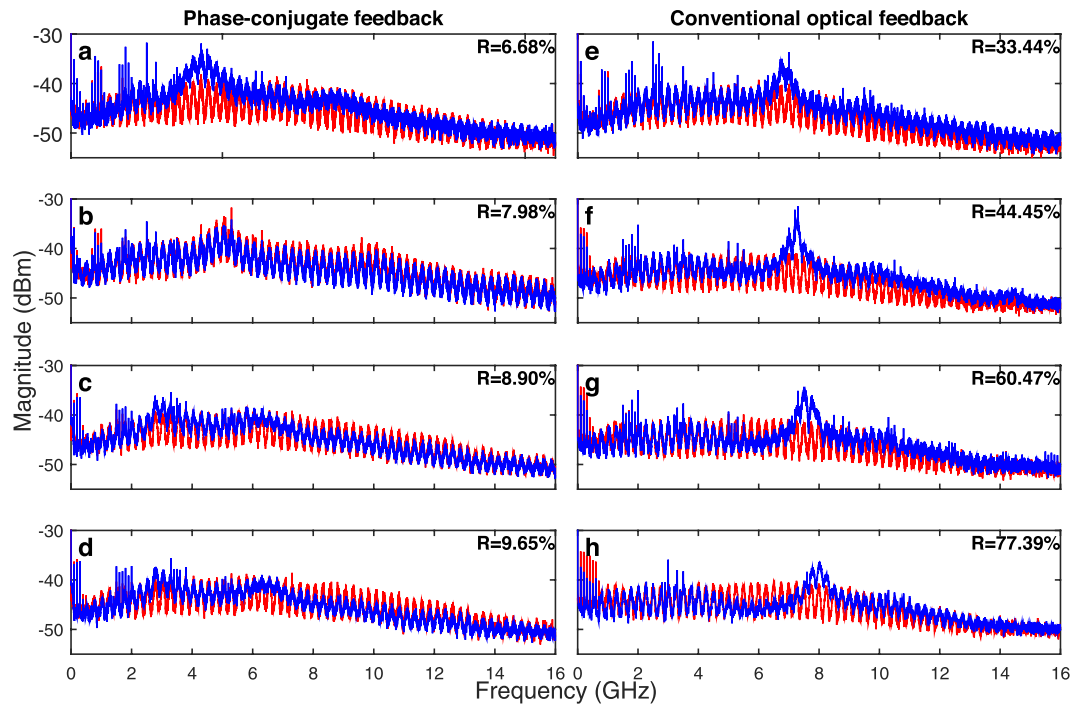 Phase-conjugate feedback
Conventional optical feedback
a
R=6.68%
-30
-40
-50
e
R=33.44%
b
R=7.98%
-30
-40
-50
f
R=44.45%
c
R=8.90%
-30
-40
-50
g
R=60.47%
d
R=9.65%
-30
-40
-50
h
R=77.39%
0 2 4 6 8 10 12 14 16
0 2 4 6 8 10 12 14 16
Magnitude (dBm)
Frequency (GHz)